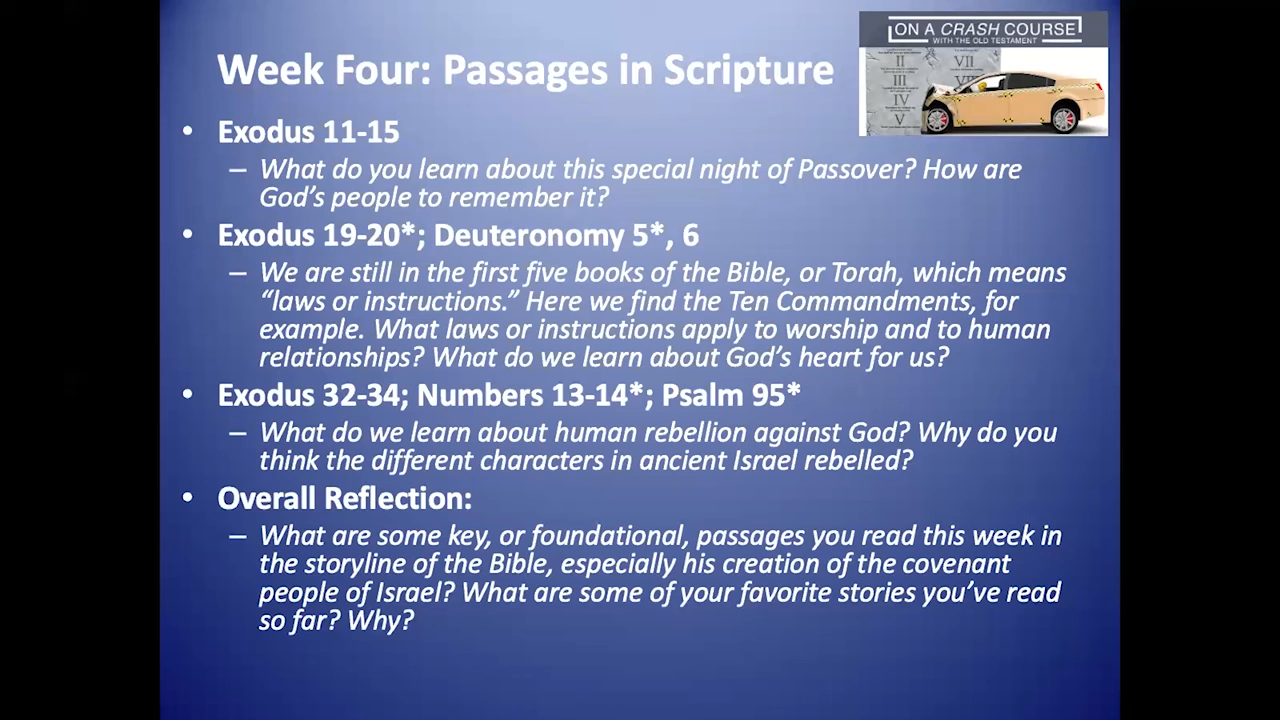 ON A CRASH COURSE
WITH THE OLD TESTAMENT
II
III
IV
V
VII
Week Four: Passages in Scripture
• Exodus 11-15
– What do you learn about this special night of Passover? How are
God’s people to remember it?
• Exodus 19-20*; Deuteronomy 5*, 6
– We are still in the first five books of the Bible, or Torah, which means
“laws or instructions.” Here we find the Ten Commandments, for
example. What laws or instructions apply to worship and to human
relationships? What do we learn about God’s heart for us?
• Exodus 32-34; Numbers 13-14*; Psalm 95*
– What do we learn about human rebellion against God? Why do you
think the different characters in ancient Israel rebelled?
• Overall Reflection:
– What are some key, or foundational, passages you read this week in
the storyline of the Bible, especially his creation of the covenant
people of Israel? What are some of your favorite stories you’ve read
so far? Why?